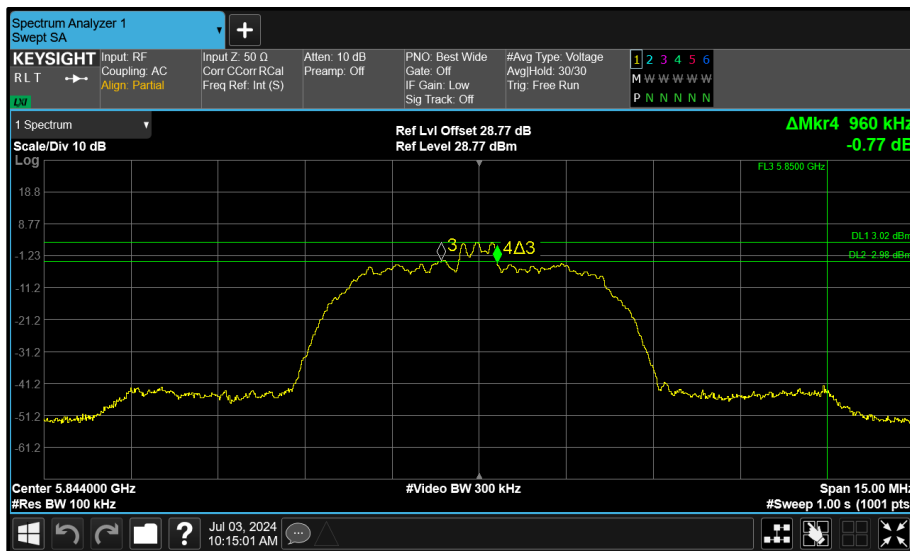 Spectrum Analyzer 1
Swept SA
+
KEYSIGHT
R L T
LXI
Input: RF
Coupling: AC
Align: Partial
Input Z: 50 Ω
Corr CCorr RCal
Freq Ref: Int (S)
Atten: 10 dB
Preamp: Off
PNO: Best Wide
Gate: Off
IF Gain: Low
Sig Track: Off
#Avg Type: Voltage
Avg|Hold: 30/30
Trig: Free Run
1 2 3 4 5 6
M W W W W W
P N N N N N
1 Spectrum
Scale/Div 10 dB
Ref Lvl Offset 28.77 dB
Ref Level 28.77 dBm
ΔMkr4 960 kHz
-0.77 dB
Log
FL3 5.8500 GHz
18.8
8.77
DL1 3.02 dBm
3
4Δ3
-1.23
DL2 -2.98 dBm
-11.2
-21.2
-31.2
-41.2
-51.2
-61.2
Center 5.844000 GHz
#Video BW 300 kHz
Span 15.00 MHz
#Res BW 100 kHz
#Sweep 1.00 s (1001 pts)
?
Jul 03, 2024
10:15:01 AM